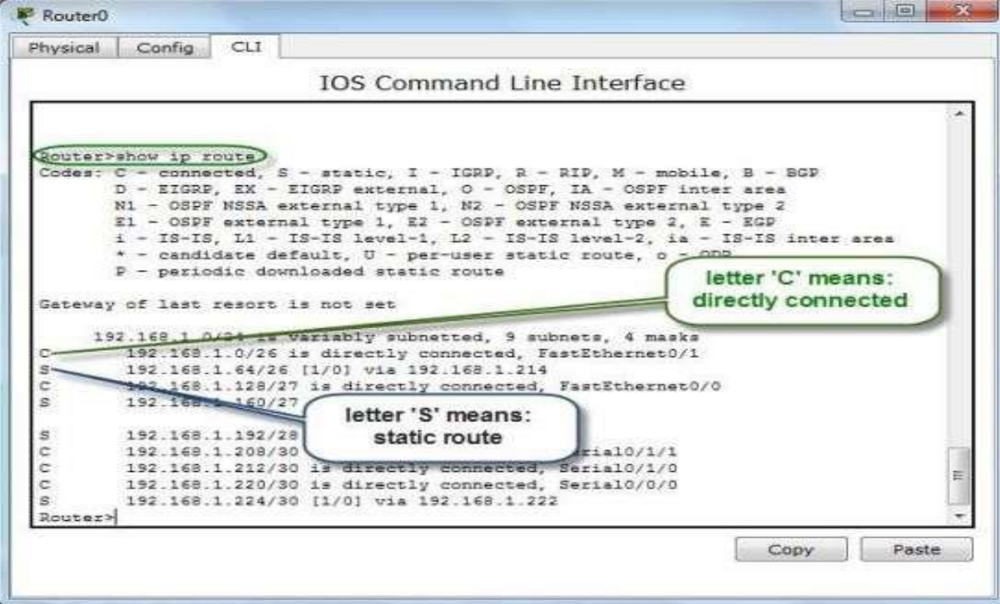 Router0
Physical Config CLI
IOS Command Line Interface
Router>show ip route
Codes: C - connected, S - static, I - IGRP, R - RIP, M - mobile, B - BGP
D - EIGRP, EX - EIGRP external, O - OSPF, IA - OSPF inter area
N1 - OSPF NSSA external type 1, N2 - OSPF NSSA external type 2
E1 - OSPF external type 1, E2 - OSPF external type 2, E - EGP
i - IS-IS, L1 - IS-IS level-1, L2 - IS-IS level-2, ia - IS-IS inter area
* - candidate default, U - per-user static route, o - ODR
P - periodic downloaded static route
letter 'C' means:
directly connected
Gateway of last resort is not set
192.168.1.0/24 is variably subnetted, 9 subnets, 4 masks
C 192.168.1.0/26 is directly connected, FastEthernet0/1
S 192.168.1.64/26 [1/0] via 192.168.1.214
C 192.168.1.128/27 is directly connected, FastEthernet0/0
S 192.168.1.160/27
letter 'S' means:
static route
S 192.168.1.192/28
C 192.168.1.208/30 rial0/1/1
C 192.168.1.212/30 is directly connected, Serial0/1/0
C 192.168.1.220/30 is directly connected, Serial0/0/0
S 192.168.1.224/30 [1/0] via 192.168.1.222
Router>
Copy Paste